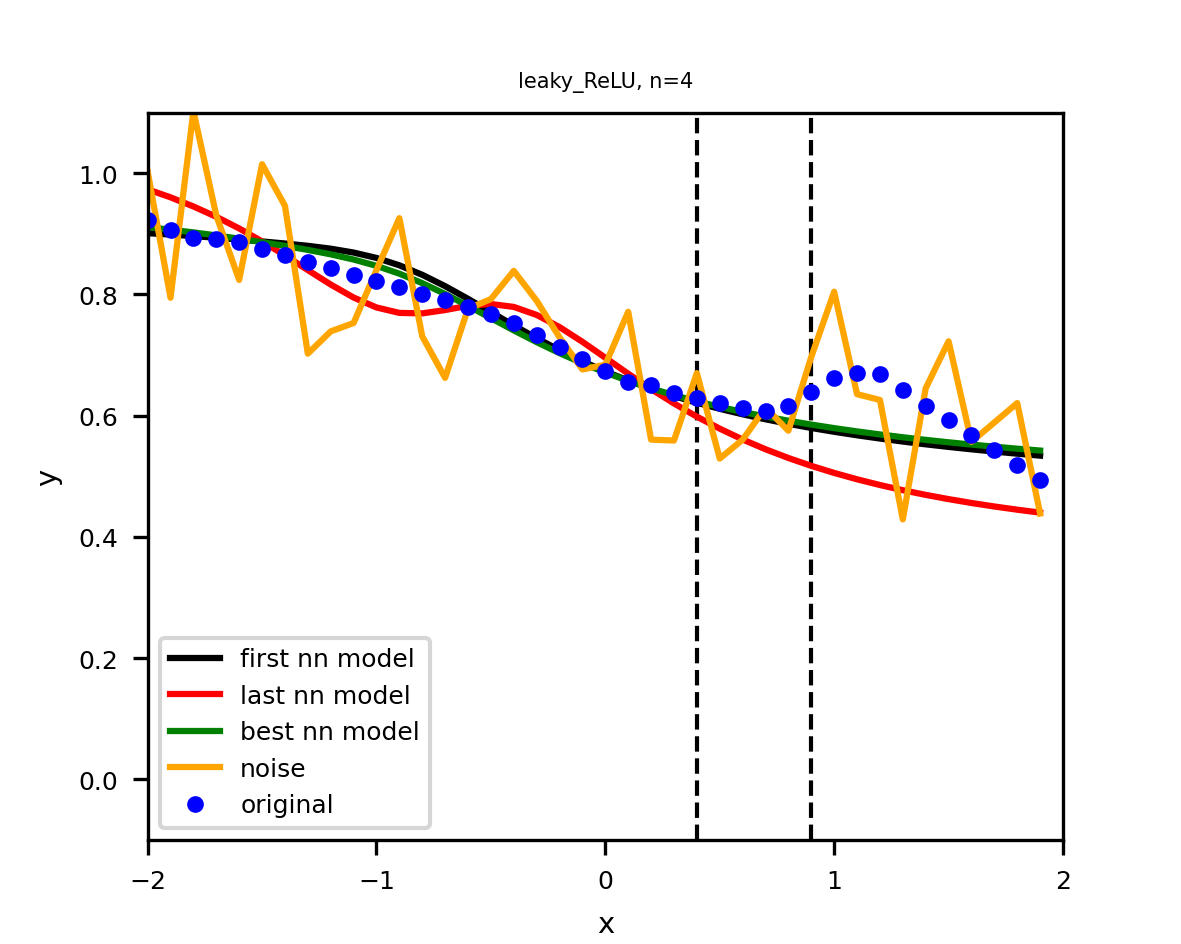 leaky_ReLU, n=4
1.0
0.8
0.6
0.4
0.2
0.0
y
first nn model
last nn model
best nn model
noise
original
−2
−1
0
1
2
x